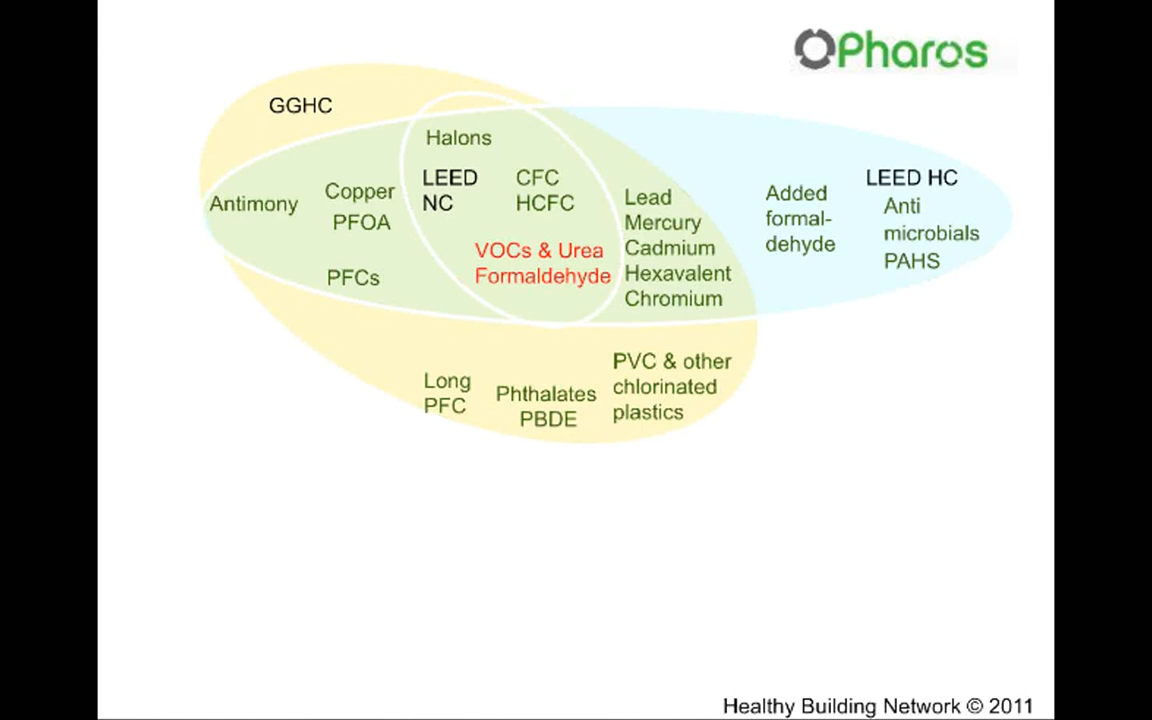 Pharos
GGHC
Halons
LEED
NC
CFC
HCFC
VOCs & Urea
Formaldehyde
Antimony
Copper
PFOA
PFCs
Lead
Mercury
Cadmium
Hexavalent
Chromium
Added
formal-
dehyde
LEED HC
Anti
microbials
PAHS
Long
PFC
Phthalates
PBDE
PVC & other
chlorinated
plastics
Healthy Building Network © 2011